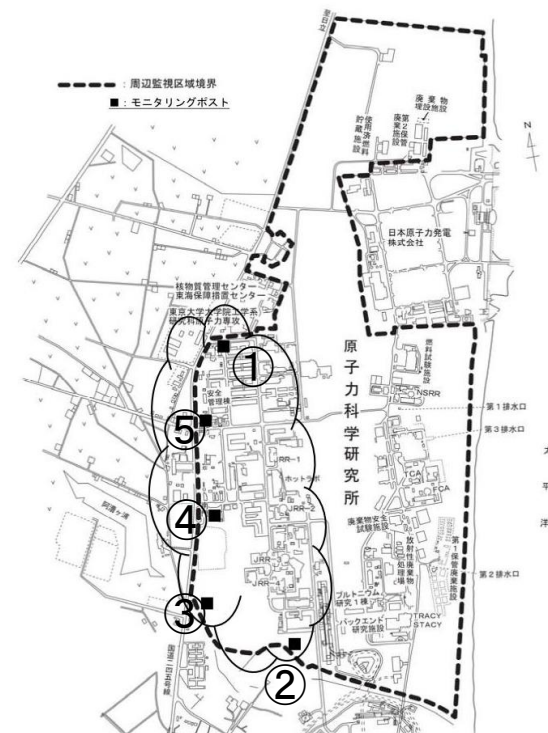 : 周辺監視区域境界
: モニタリングポスト
N
廃棄物
埋設施設
第2保管
廃棄施設
使用済燃料
貯蔵施設
日本原子力発電
株式会社
核物質管理センター
東海保障措置センター
東京大学大学院工学系
研究科原子力専攻
①
原子力科学研究所
燃料試験施設
NSRR
安全
管理棟
第1排水口
⑤
第3排水口
JRR-1
ホットラボ
TCA
FCA
④
廃棄物安全
試験施設
放射性廃棄物
処理場
第1保管廃棄施設
第2排水口
阿漕ヶ浦
③
プルトニウム
研究1棟
バックエンド
研究施設
TRACY
STACY
②
国道二四五号線
太
平
洋